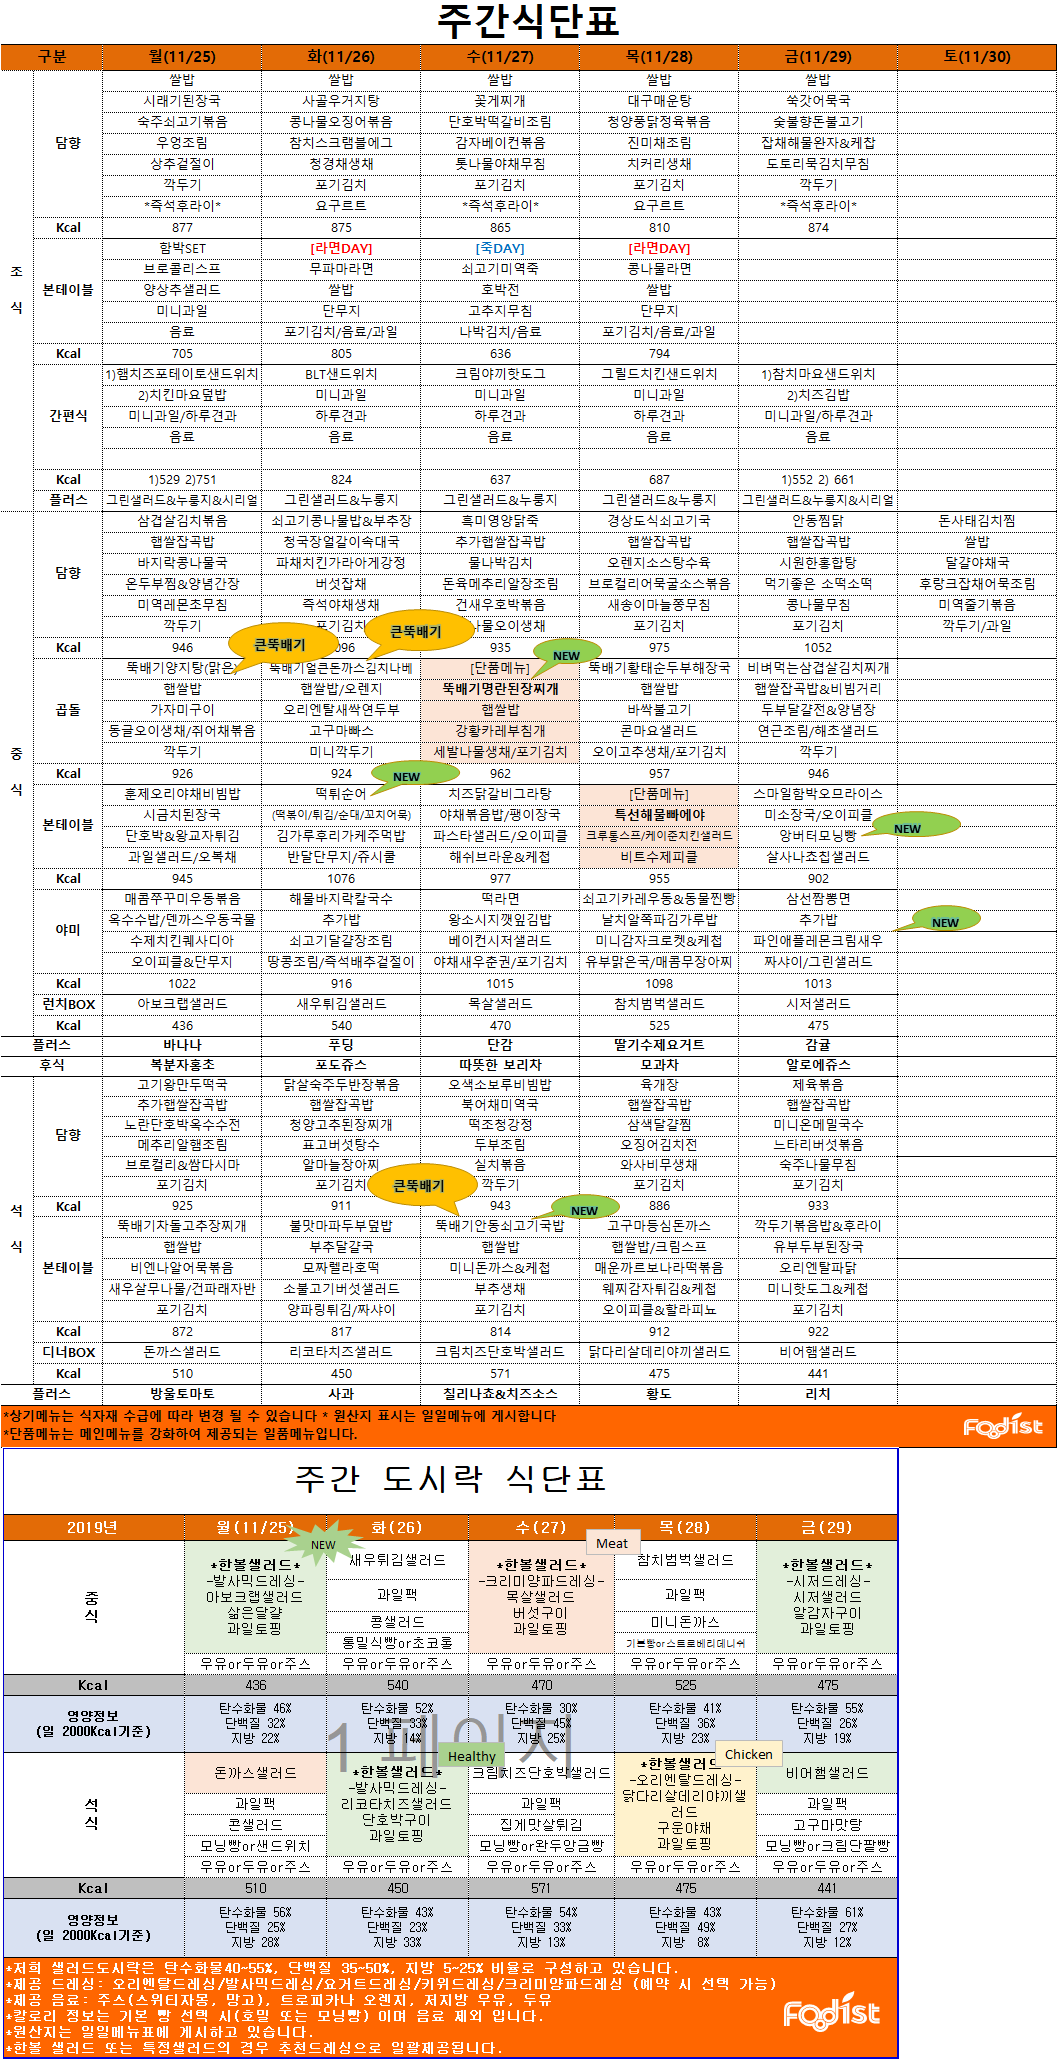 주간식단표
구분 월(11/25) 화(11/26) 수(11/27) 목(11/28) 금(11/29) 토(11/30)
조식
담향 쌀밥 쌀밥 쌀밥 쌀밥 쌀밥
시래기된장국 사골우거지탕 꽃게찌개 대구매운탕 쑥갓어묵국
숙주쇠고기볶음 콩나물오징어볶음 단호박떡갈비조림 청양풍닭정육볶음 숯불향돈불고기
우엉조림 참치스크램블에그 감자베이컨볶음 진미채조림 잡채해물완자&케찹
상추겉절이 청경채생채 톳나물야채무침 치커리생채 도토리묵김치무침
깍두기 포기김치 포기김치 포기김치 깍두기
*즉석후라이* 요구르트 *즉석후라이* 요구르트 *즉석후라이*
Kcal 877 875 865 810 874
본테이블 함박SET [라면DAY] [죽DAY] [라면DAY]
브로콜리스프 무파마라면 쇠고기미역죽 콩나물라면
양상추샐러드 쌀밥 호박전 쌀밥
미니과일 단무지 고추지무침 단무지
음료 포기김치/음료/과일 나박김치/음료 포기김치/음료/과일
Kcal 705 805 636 794
간편식 1)햄치즈포테이토샌드위치 BLT샌드위치 크림야끼핫도그 그릴드치킨샌드위치 1)참치마요샌드위치
2)치킨마요덮밥 미니과일 미니과일 미니과일 2)치즈김밥
미니과일/하루견과 하루견과 하루견과 하루견과 미니과일/하루견과
음료 음료 음료 음료 음료
Kcal 1)529 2)751 824 637 687 1)552 2) 661
플러스 그린샐러드&누룽지&시리얼 그린샐러드&누룽지 그린샐러드&누룽지 그린샐러드&누룽지 그린샐러드&누룽지&시리얼
중식
담향 삼겹살김치볶음 쇠고기콩나물밥&부추장 흑미영양닭죽 경상도식쇠고기국 안동찜닭 돈사태김치찜
햅쌀잡곡밥 청국장얼갈이속대국 추가햅쌀잡곡밥 햅쌀잡곡밥 햅쌀잡곡밥 쌀밥
바지락콩나물국 파채치킨가라아게강정 물나박김치 오렌지소스탕수육 시원한홍합탕 달걀야채국
온두부찜&양념간장 버섯잡채 돈육메추리알장조림 브로컬리어묵굴소스볶음 먹기좋은 소떡소떡 후랑크잡채어묵조림
미역레몬초무침 즉석야채생채 건새우호박볶음 새송이마늘쫑무침 콩나물무침 미역줄기볶음
깍두기 포기김치 나물오이생채 포기김치 포기김치 깍두기/과일
큰뚝배기 큰뚝배기
Kcal 946 096 935 975 1052
NEW
곱돌 뚝배기양지탕(맑은) 뚝배기얼큰돈까스김치나베 [단품메뉴] 뚝배기황태순두부해장국 비벼먹는삼겹살김치찌개
햅쌀밥 햅쌀밥/오렌지 뚝배기명란된장찌개 햅쌀밥 햅쌀잡곡밥&비빔거리
가자미구이 오리엔탈새싹연두부 햅쌀밥 바싹불고기 두부달걀전&양념장
둥글오이생채/쥐어채볶음 고구마빠스 강황카레부침개 콘마요샐러드 연근조림/해조샐러드
깍두기 미니깍두기 세발나물생채/포기김치 오이고추생채/포기김치 깍두기
Kcal 926 924 962 957 946
NEW
본테이블 훈제오리야채비빔밥 떡튀순어 치즈닭갈비그라탕 [단품메뉴] 스마일함박오므라이스
시금치된장국 (떡볶이/튀김/순대/꼬치어묵) 야채볶음밥/팽이장국 특선해물빠에야 미소장국/오이피클
단호박&왕교자튀김 김가루후리가케주먹밥 파스타샐러드/오이피클 크루통스프/케이준치킨샐러드 앙버터모닝빵
NEW
과일샐러드/오복채 반달단무지/쥬시쿨 해쉬브라운&케첩 비트수제피클 살사나쵸칩샐러드
Kcal 945 1076 977 955 902
야미 매콤쭈꾸미우동볶음 해물바지락칼국수 떡라면 쇠고기카레우동&동물찐빵 삼선짬뽕면
옥수수밥/덴까스우동국물 추가밥 왕소시지깻잎김밥 날치알쪽파김가루밥 추가밥
NEW
수제치킨퀘사디아 쇠고기달걀장조림 베이컨시저샐러드 미니감자크로켓&케첩 파인애플레몬크림새우
오이피클&단무지 땅콩조림/즉석배추겉절이 야채새우춘권/포기김치 유부맑은국/매콤무장아찌 짜샤이/그린샐러드
Kcal 1022 916 1015 1098 1013
런치BOX 아보크랩샐러드 새우튀김샐러드 목살샐러드 참치범벅샐러드 시저샐러드
Kcal 436 540 470 525 475
플러스 바나나 푸딩 단감 딸기수제요거트 감귤
후식 복분자홍초 포도쥬스 따뜻한 보리차 모과차 알로에쥬스
석식
담향 고기왕만두떡국 닭살숙주두반장볶음 오색소보루비빔밥 육개장 제육볶음
추가햅쌀잡곡밥 햅쌀잡곡밥 북어채미역국 햅쌀잡곡밥 햅쌀잡곡밥
노란단호박옥수수전 청양고추된장찌개 떡조청강정 삼색달걀찜 미니온메밀국수
메추리알햄조림 표고버섯탕수 두부조림 오징어김치전 느타리버섯볶음
브로컬리&쌈다시마 알마늘장아찌 실치볶음 와사비무생채 숙주나물무침
포기김치 포기김치 깍두기 포기김치 포기김치
큰뚝배기
Kcal 925 911 943 886 933
NEW
본테이블 뚝배기차돌고추장찌개 불맛마파두부덮밥 뚝배기안동쇠고기국밥 고구마등심돈까스 깍두기볶음밥&후라이
햅쌀밥 부추달걀국 햅쌀밥 햅쌀밥/크림스프 유부두부된장국
비엔나알어묵볶음 모짜렐라호떡 미니돈까스&케첩 매운까르보나라떡볶음 오리엔탈파닭
새우살무나물/건파래자반 소불고기버섯샐러드 부추생채 웨찌감자튀김&케첩 미니핫도그&케첩
포기김치 양파링튀김/짜샤이 포기김치 오이피클&할라피뇨 포기김치
Kcal 872 817 814 912 922
디너BOX 돈까스샐러드 리코타치즈샐러드 크림치즈단호박샐러드 닭다리살데리야끼샐러드 비어햄샐러드
Kcal 510 450 571 475 441
플러스 방울토마토 사과 칠리나쵸&치즈소스 황도 리치
*상기메뉴는 식자재 수급에 따라 변경 될 수 있습니다 * 원산지 표시는 일일메뉴에 게시합니다
*단품메뉴는 메인메뉴를 강화하여 제공되는 일품메뉴입니다.
Foodist
주간 도시락 식단표
2019년 월(11/25) 화(26) 수(27) 목(28) 금(29)
NEW Meat
중식
*한볼샐러드* 새우튀김샐러드 *한볼샐러드* 참치범벅샐러드 *한볼샐러드*
-발사믹드레싱- -크리미양파드레싱- -시저드레싱-
아보크랩샐러드 과일팩 목살샐러드 과일팩 시저샐러드
삶은달걀 콩샐러드 버섯구이 미니돈까스 알감자구이
과일토핑 통밀식빵or초코롤 과일토핑 기본빵or스트로베리데니쉬 과일토핑
우유or두유or주스 우유or두유or주스 우유or두유or주스 우유or두유or주스 우유or두유or주스
Kcal 436 540 470 525 475
영양정보 탄수화물 46% 탄수화물 52% 탄수화물 30% 탄수화물 41% 탄수화물 55%
(일 2000Kcal기준) 단백질 32% 단백질 33% 단백질 45% 단백질 36% 단백질 26%
지방 22% 지방 14% 지방 25% 지방 23% 지방 19%
1 페이지
Healthy Chicken
석식
돈까스샐러드 *한볼샐러드* 크림치즈단호박샐러드 *한볼샐러드* 비어햄샐러드
-발사믹드레싱- -오리엔탈드레싱-
과일팩 리코타치즈샐러드 과일팩 닭다리살데리야끼샐러드 과일팩
콘샐러드 단호박구이 집게맛살튀김 구운야채 고구마맛탕
모닝빵or샌드위치 과일토핑 모닝빵or완두앙금빵 과일토핑 모닝빵or크림단팥빵
우유or두유or주스 우유or두유or주스 우유or두유or주스 우유or두유or주스 우유or두유or주스
Kcal 510 450 571 475 441
영양정보 탄수화물 56% 탄수화물 43% 탄수화물 54% 탄수화물 43% 탄수화물 61%
(일 2000Kcal기준) 단백질 25% 단백질 23% 단백질 33% 단백질 49% 단백질 27%
지방 28% 지방 33% 지방 13% 지방 8% 지방 12%
*저희 샐러드도시락은 탄수화물40~55%, 단백질 35~50%, 지방 5~25% 비율로 구성하고 있습니다.
*제공 드레싱: 오리엔탈드레싱/발사믹드레싱/요거트드레싱/키위드레싱/크리미양파드레싱 (예약 시 선택 가능)
*제공 음료: 주스(스위티자몽, 망고), 트로피카나 오렌지, 저지방 우유, 두유
*칼로리 정보는 기본 빵 선택 시(호밀 또는 모닝빵) 이며 음료 제외 입니다.
*원산지는 일일메뉴표에 게시하고 있습니다.
*한볼 샐러드 또는 특정샐러드의 경우 추천드레싱으로 일괄제공됩니다.
Foodist